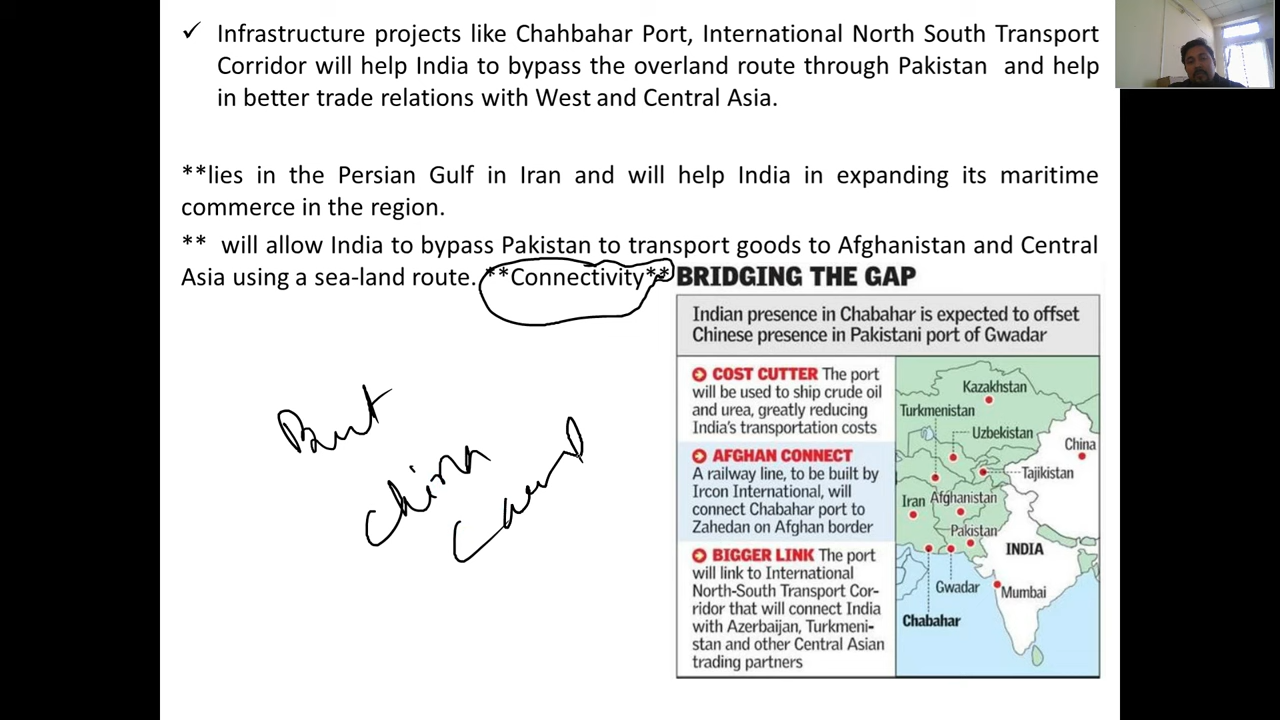 ✓ Infrastructure projects like Chahbahar Port, International North South Transport
Corridor will help India to bypass the overland route through Pakistan and help
in better trade relations with West and Central Asia.
**lies in the Persian Gulf in Iran and will help India in expanding its maritime
commerce in the region.
** will allow India to bypass Pakistan to transport goods to Afghanistan and Central
Asia using a sea-land route. **Connectivity**
But
China
BRIDGING THE GAP
Indian presence in Chabahar is expected to offset
Chinese presence in Pakistani port of Gwadar
COST CUTTER The port
will be used to ship crude oil
and urea, greatly reducing
India's transportation costs
AFGHAN CONNECT
A railway line, to be built by
Ircon International, will
connect Chabahar port to
Zahedan on Afghan border
BIGGER LINK The port
will link to International
North-South Transport Cor-
ridor that will connect India
with Azerbaijan, Turkmeni-
stan and other Central Asian
trading partners
Kazakhstan
Turkmenistan
Uzbekistan
China
Tajikistan
Iran
Afghanistan
Pakistan
INDIA
Gwadar
Mumbai
Chabahar